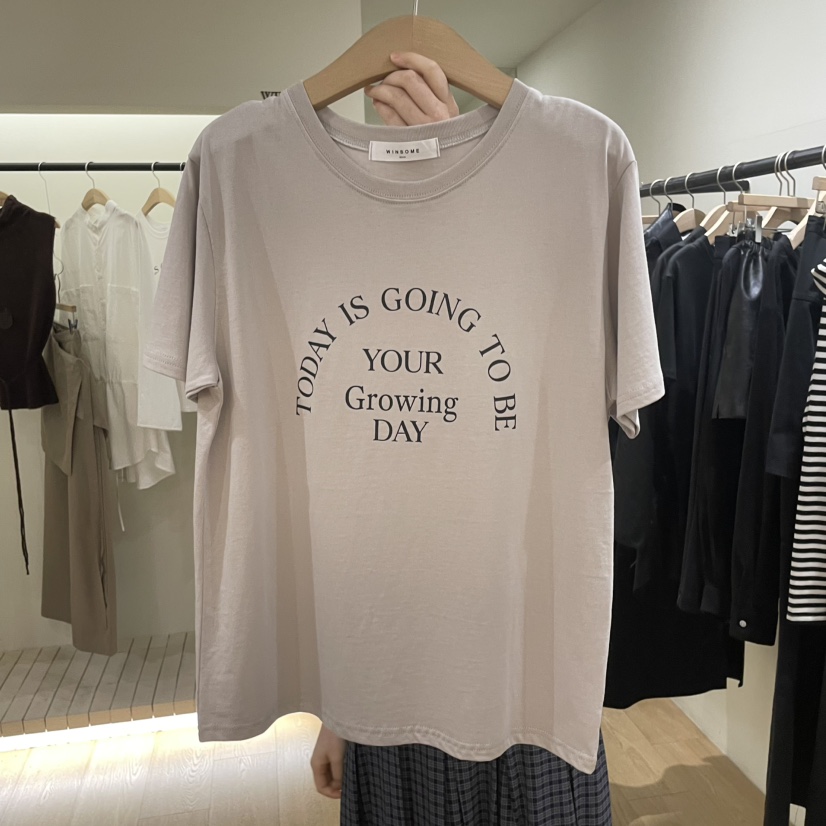 WINSOME
TODAY IS GOING TO BE
YOUR
Growing
DAY